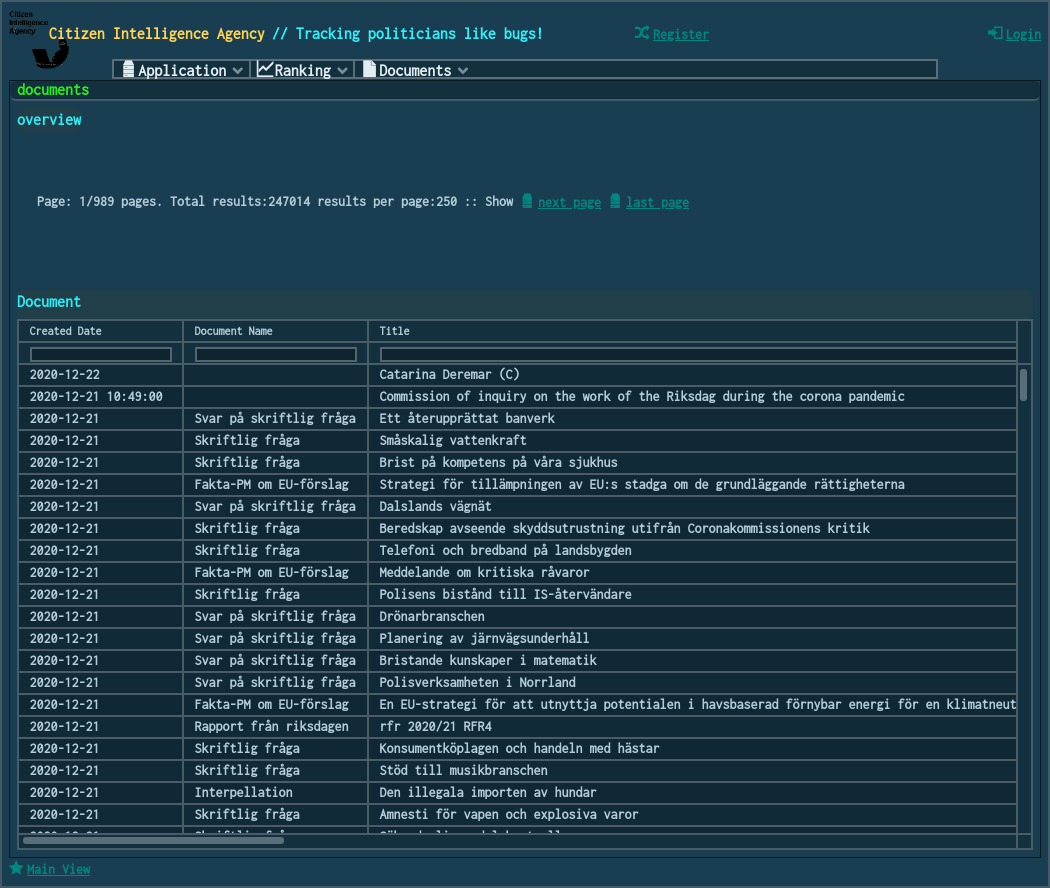 Citizen
Intelligence
Agency
Citizen Intelligence Agency // Tracking politicians like bugs!
Register
Login
Application Ranking Documents
documents
overview
Page: 1/989 pages. Total results:247014 results per page:250 :: Show next page last page
Document
Created Date Document Name Title
2020-12-22 Catarina Deremar (C)
2020-12-21 10:49:00 Commission of inquiry on the work of the Riksdag during the corona pandemic
2020-12-21 Svar på skriftlig fråga Ett återupprättat banverk
2020-12-21 Skriftlig fråga Småskalig vattenkraft
2020-12-21 Skriftlig fråga Brist på kompetens på våra sjukhus
2020-12-21 Fakta-PM om EU-förslag Strategi för tillämpningen av EU:s stadga om de grundläggande rättigheterna
2020-12-21 Svar på skriftlig fråga Dalslands vägnät
2020-12-21 Skriftlig fråga Beredskap avseende skyddsutrustning utifrån Coronakommissionens kritik
2020-12-21 Skriftlig fråga Telefoni och bredband på landsbygden
2020-12-21 Fakta-PM om EU-förslag Meddelande om kritiska råvaror
2020-12-21 Skriftlig fråga Polisens bistånd till IS-återvändare
2020-12-21 Svar på skriftlig fråga Drönarbranschen
2020-12-21 Svar på skriftlig fråga Planering av järnvägsunderhåll
2020-12-21 Svar på skriftlig fråga Bristande kunskaper i matematik
2020-12-21 Svar på skriftlig fråga Polisverksamheten i Norrland
2020-12-21 Fakta-PM om EU-förslag En EU-strategi för att utnyttja potentialen i havsbaserad förnybar energi för en klimatneut
2020-12-21 Rapport från riksdagen rfr 2020/21 RFR4
2020-12-21 Skriftlig fråga Konsumentköplagen och handeln med hästar
2020-12-21 Skriftlig fråga Stöd till musikbranschen
2020-12-21 Interpellation Den illegala importen av hundar
2020-12-21 Skriftlig fråga Amnesti för vapen och explosiva varor
2020-12-21 Skriftlig fråga
Main View